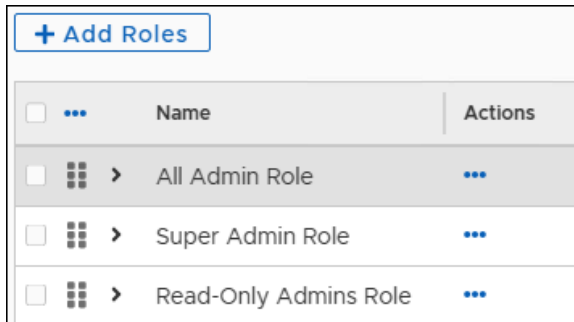 + Add Roles
Name Actions
All Admin Role
Super Admin Role
Read-Only Admins Role